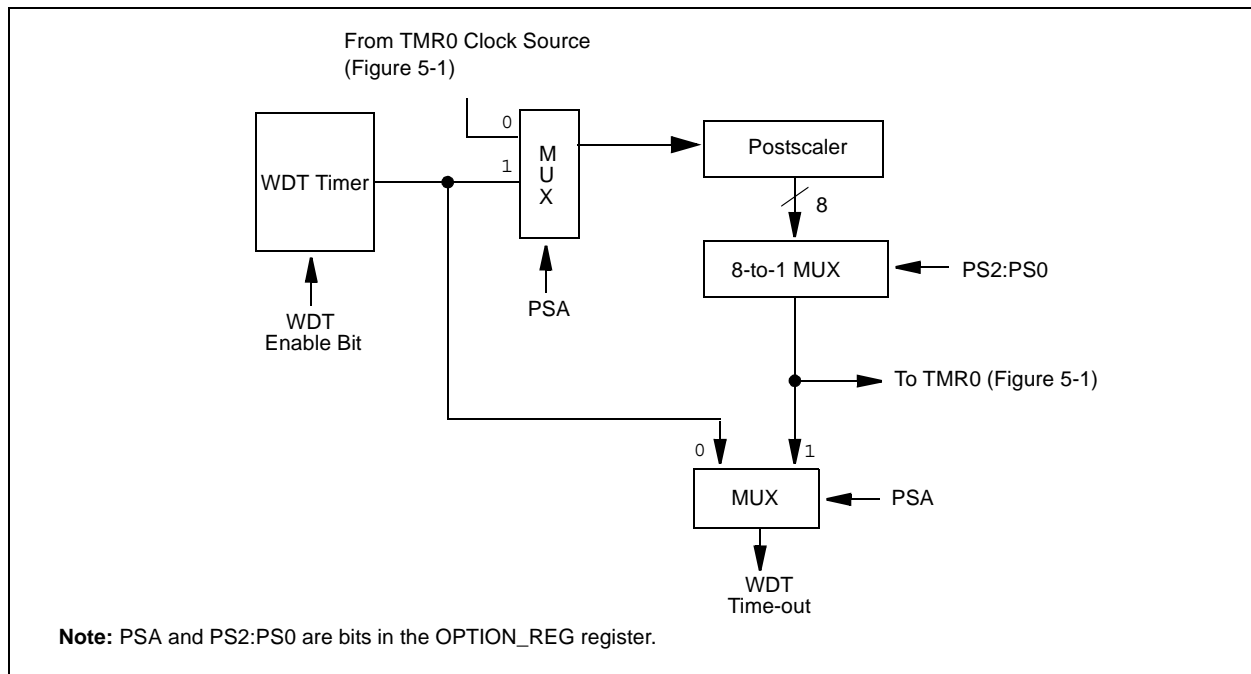 From TMR0 Clock Source
(Figure 5-1)
0
1
M
U
X
WDT Timer
Postscaler
8
8-to-1 MUX
PS2:PS0
PSA
WDT
Enable Bit
To TMR0 (Figure 5-1)
0
1
MUX
PSA
WDT
Time-out
Note: PSA and PS2:PS0 are bits in the OPTION_REG register.